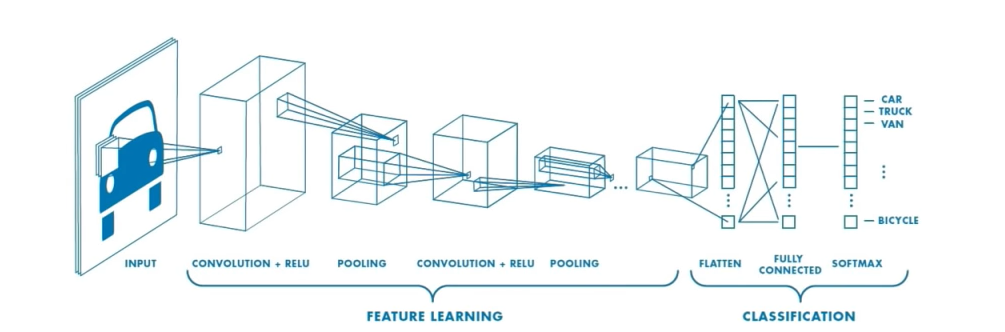 CAR
TRUCK
VAN
BICYCLE
INPUT
CONVOLUTION + RELU
POOLING
CONVOLUTION + RELU
POOLING
FLATTEN
FULLY
CONNECTED
SOFTMAX
FEATURE LEARNING
CLASSIFICATION